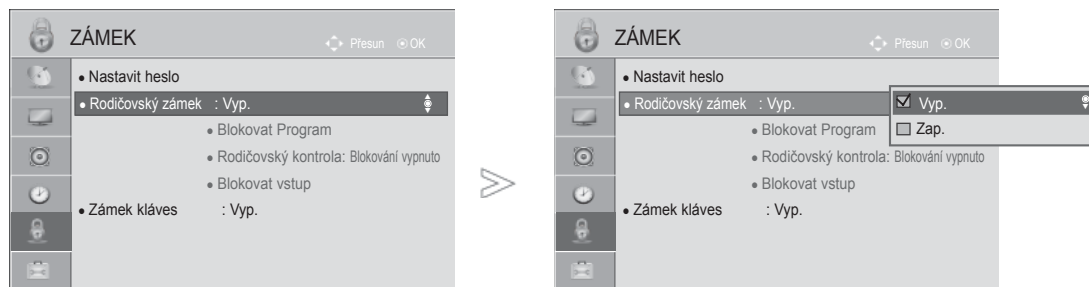 ZÁMEK
Přesun OK
• Nastavit heslo
• Rodičovský zámek : Vyp.
• Blokovat Program
• Rodičovský kontrola: Blokování vypnuto
• Blokovat vstup
• Zámek kláves : Vyp.
>>
ZÁMEK
Přesun OK
• Nastavit heslo
• Rodičovský zámek : Vyp.
Vyp.
Zap.
• Blokovat Program
• Rodičovský kontrola: Blokování vypnuto
• Blokovat vstup
• Zámek kláves : Vyp.